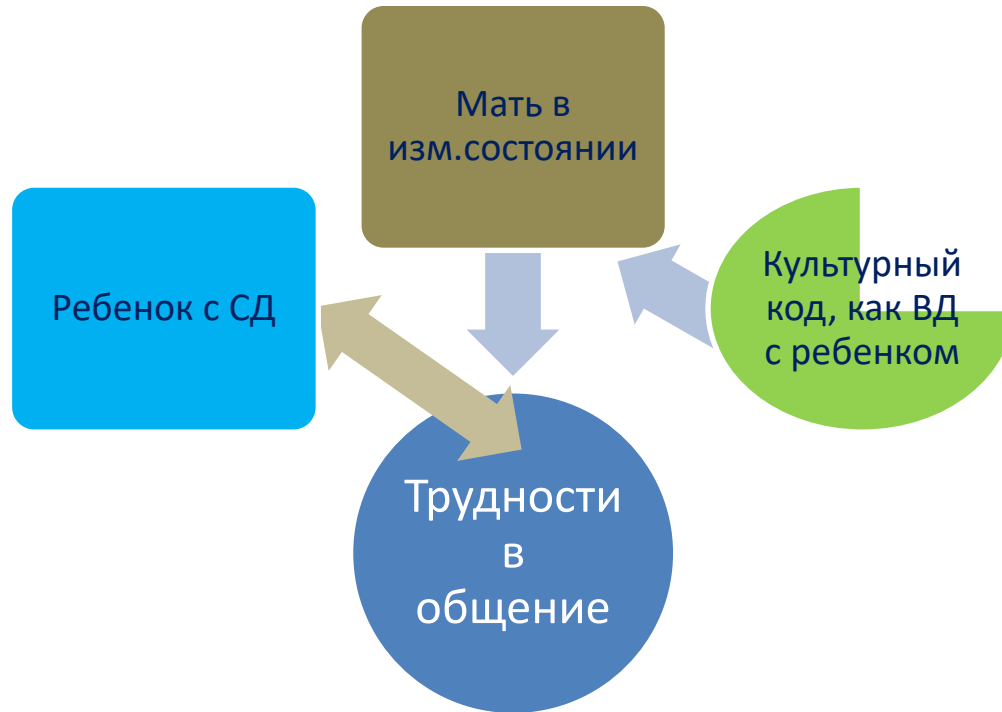 Мать в
изм.состоянии
Ребенок с СД
Культурный
код, как ВД
с ребенком
Трудности
в
общение